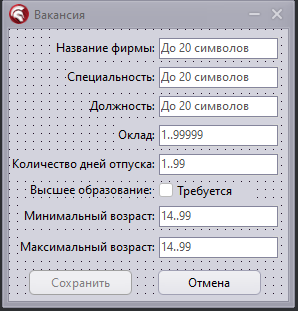 Вакансия
Название фирмы: До 20 символов
Специальность: До 20 символов
Должность: До 20 символов
Оклад: 1..99999
Количество дней отпуска: 1..99
Высшее образование: Требуется
Минимальный возраст: 14..99
Максимальный возраст: 14..99
Сохранить Отмена